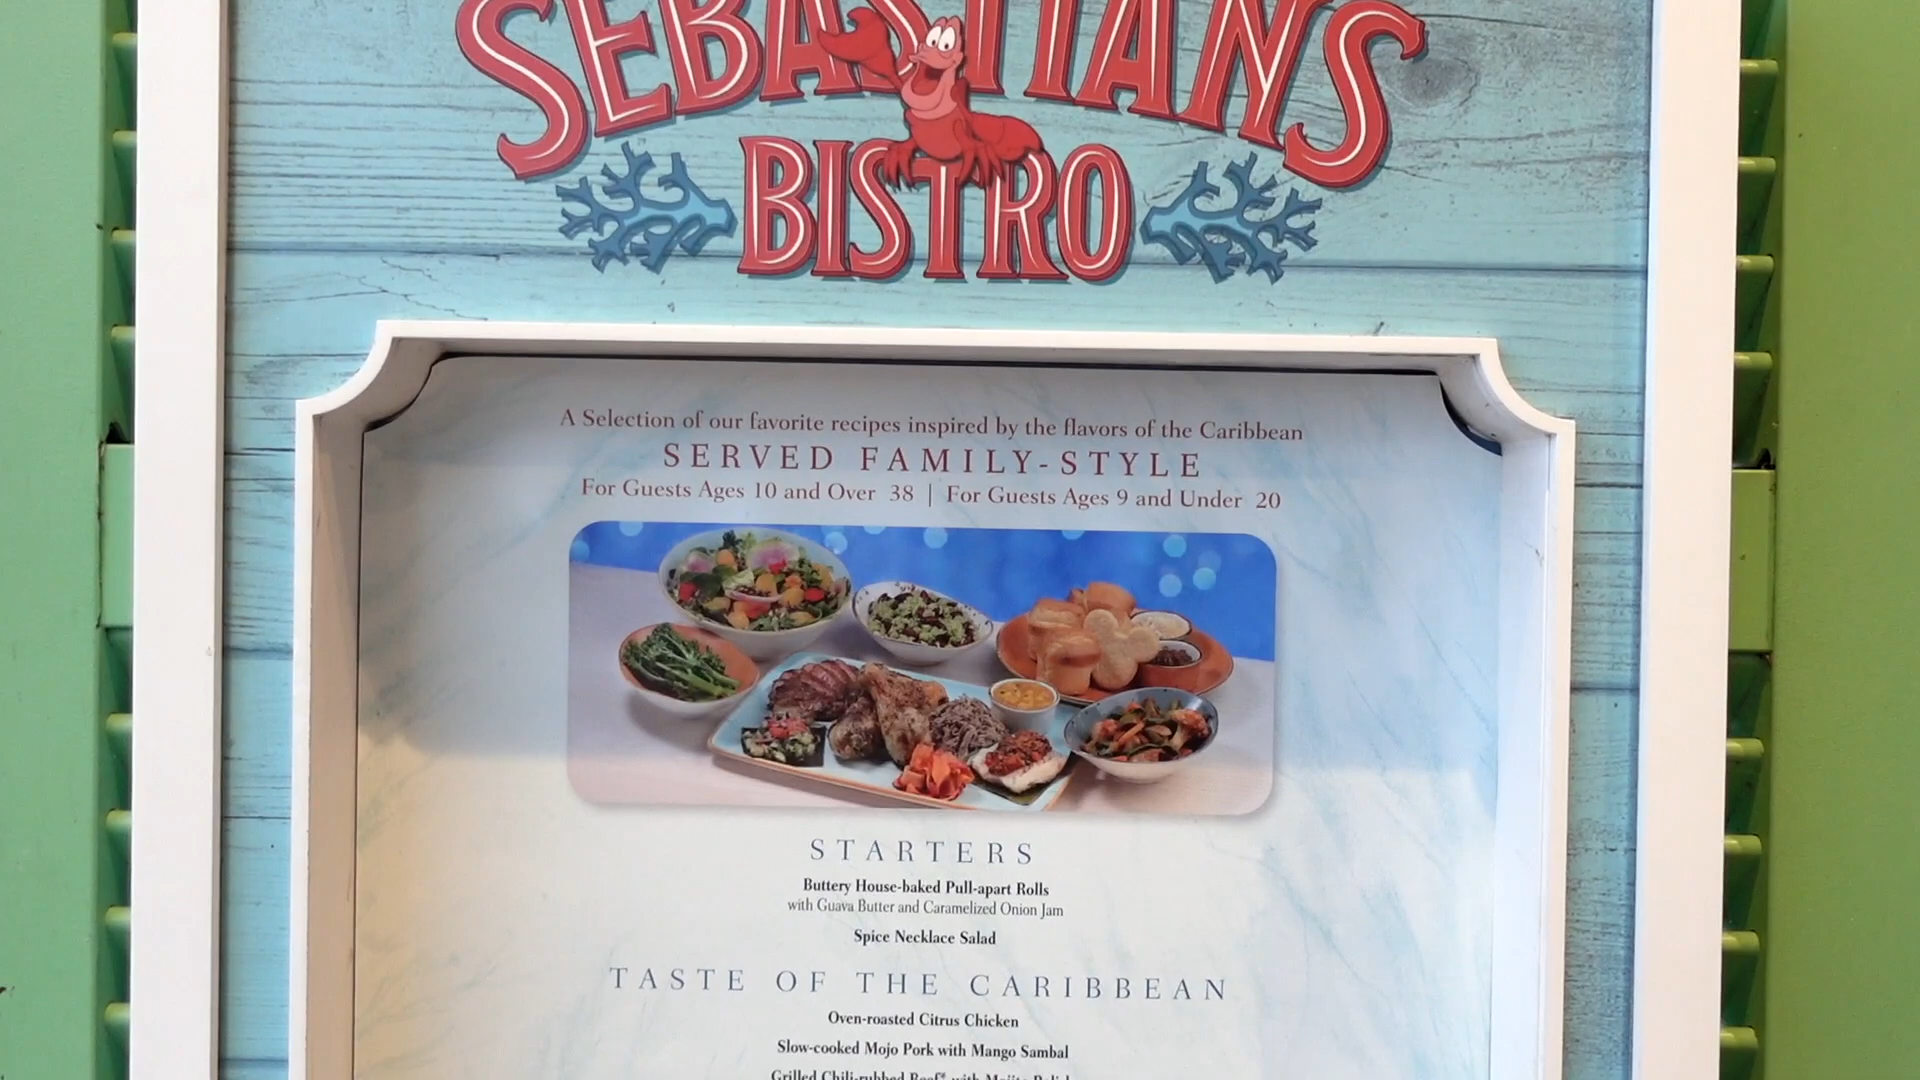 SEBASTIAN'S
BISTRO
A Selection of our favorite recipes inspired by the flavors of the Caribbean
SERVED FAMILY-STYLE
For Guests Ages 10 and Over 38 | For Guests Ages 9 and Under 20
STARTERS
Buttery House-baked Pull-apart Rolls
with Guava Butter and Caramelized Onion Jam
Spice Necklace Salad
TASTE OF THE CARIBBEAN
Oven-roasted Citrus Chicken
Slow-cooked Mojo Pork with Mango Sambal
Grilled Chili-rubbed Beef* with Mojito Relish